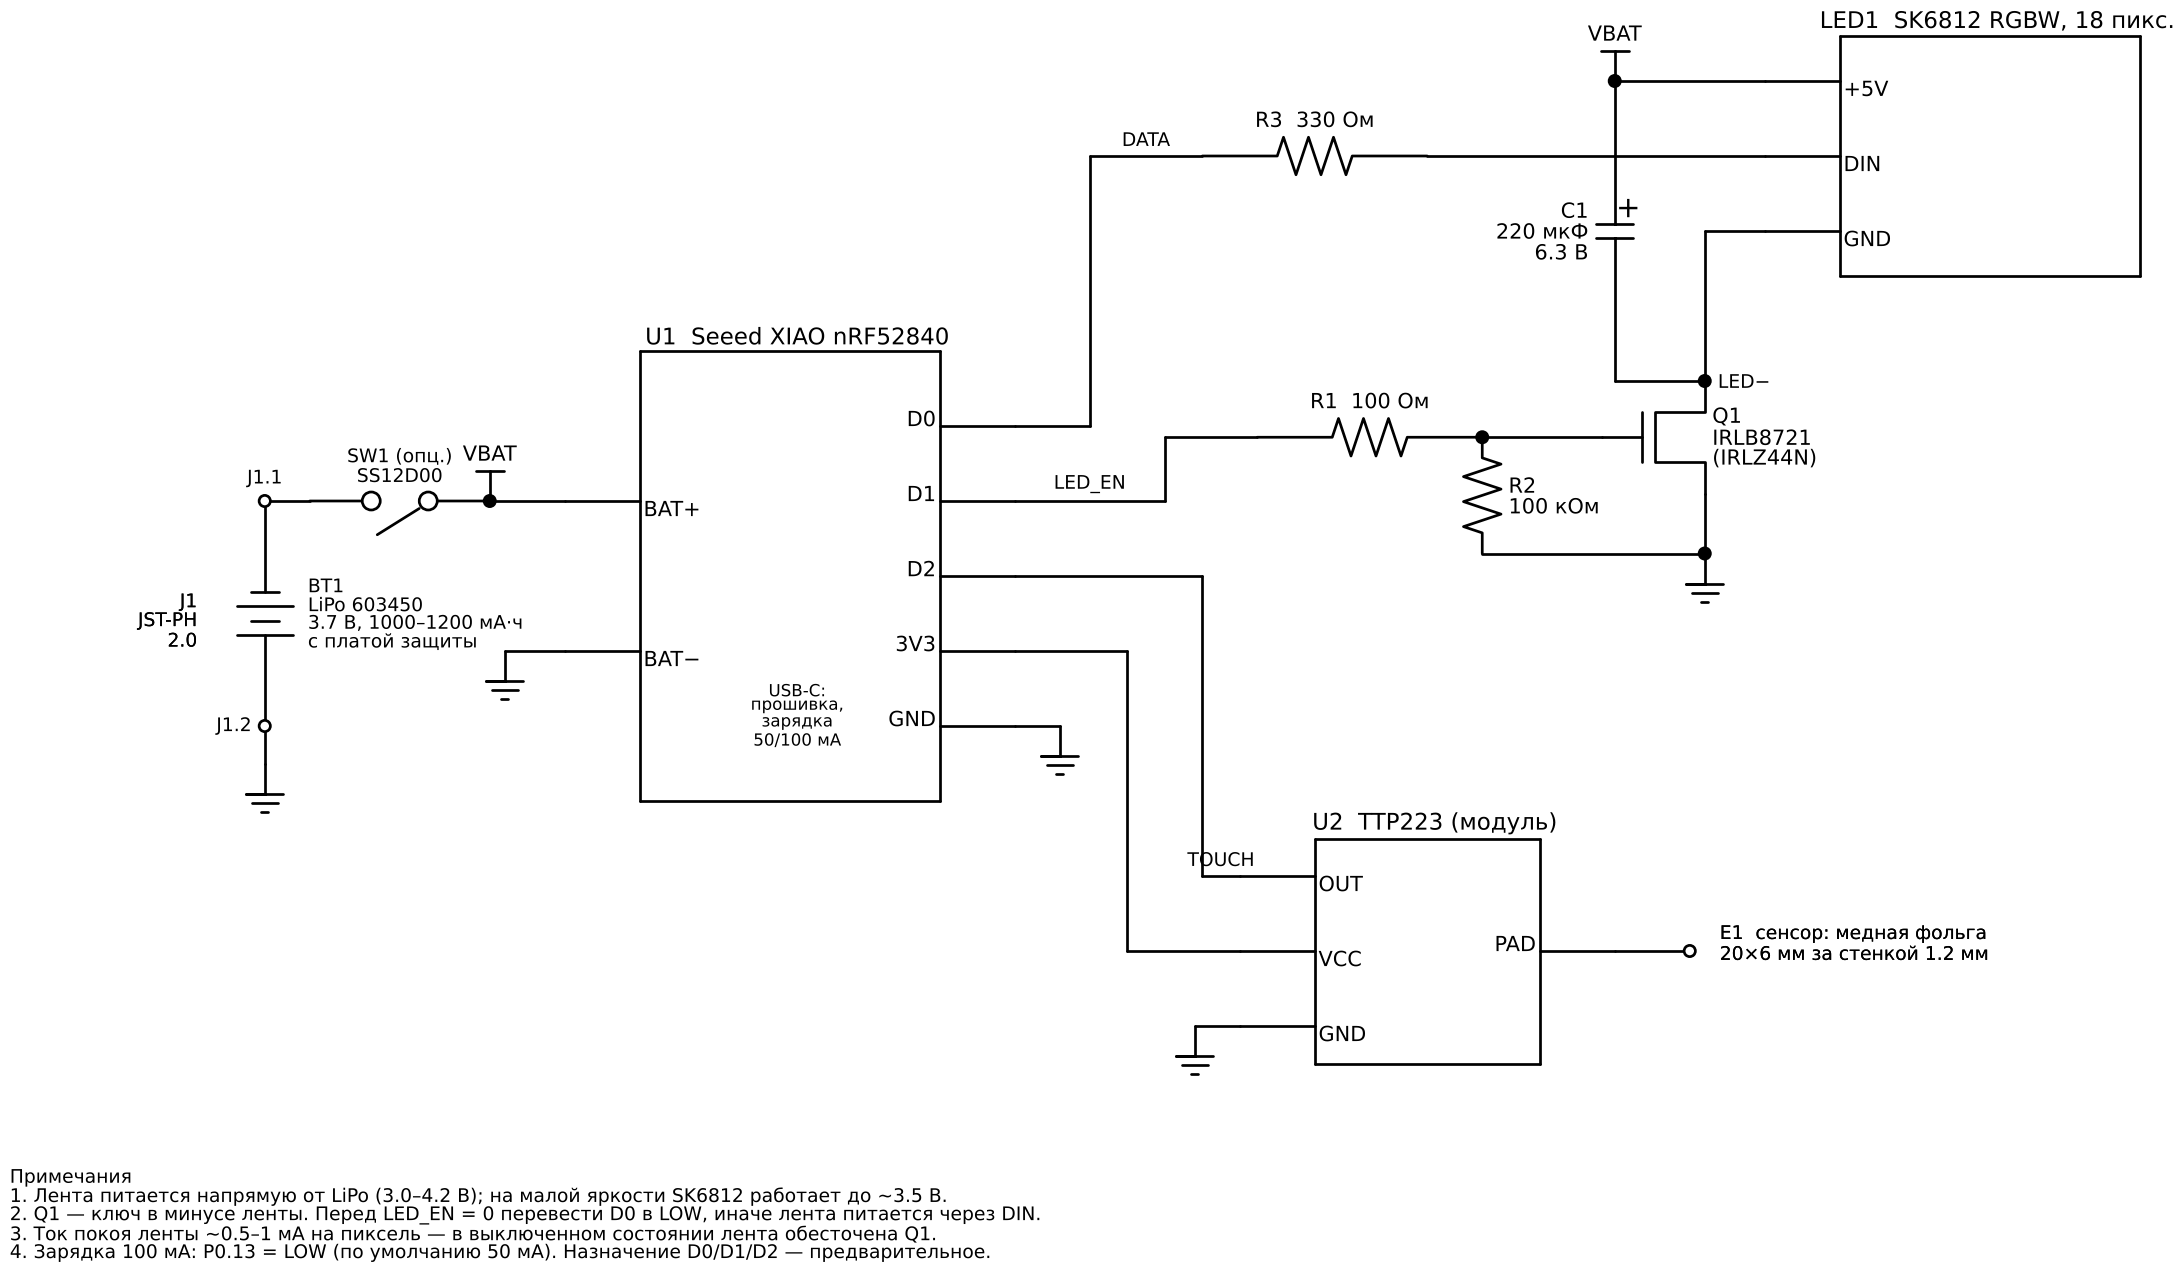 LED1  SK6812 RGBW, 18 пикс.
VBAT
+5V
R3  330 Ом
DATA
DIN
C1
+
220 мкФ
6.3 В
GND
U1  Seeed XIAO nRF52840
LED−
R1  100 Ом
Q1
IRLB8721
(IRLZ44N)
D0
SW1 (опц.)
SS12D00
VBAT
J1.1
LED_EN
D1
BAT+
R2
100 кОм
D2
BT1
LiPo 603450
3.7 В, 1000–1200 мА·ч
с платой защиты
J1
JST-PH
2.0
3V3
BAT−
USB-C:
прошивка,
зарядка
50/100 мА
GND
J1.2
U2  TTP223 (модуль)
TOUCH
OUT
PAD
VCC
GND
E1  сенсор: медная фольга
20×6 мм за стенкой 1.2 мм
Примечания
1. Лента питается напрямую от LiPo (3.0–4.2 В); на малой яркости SK6812 работает до ~3.5 В.
2. Q1 — ключ в минусе ленты. Перед LED_EN = 0 перевести D0 в LOW, иначе лента питается через DIN.
3. Ток покоя ленты ~0.5–1 мА на пиксель — в выключенном состоянии лента обесточена Q1.
4. Зарядка 100 мА: P0.13 = LOW (по умолчанию 50 мА). Назначение D0/D1/D2 — предварительное.